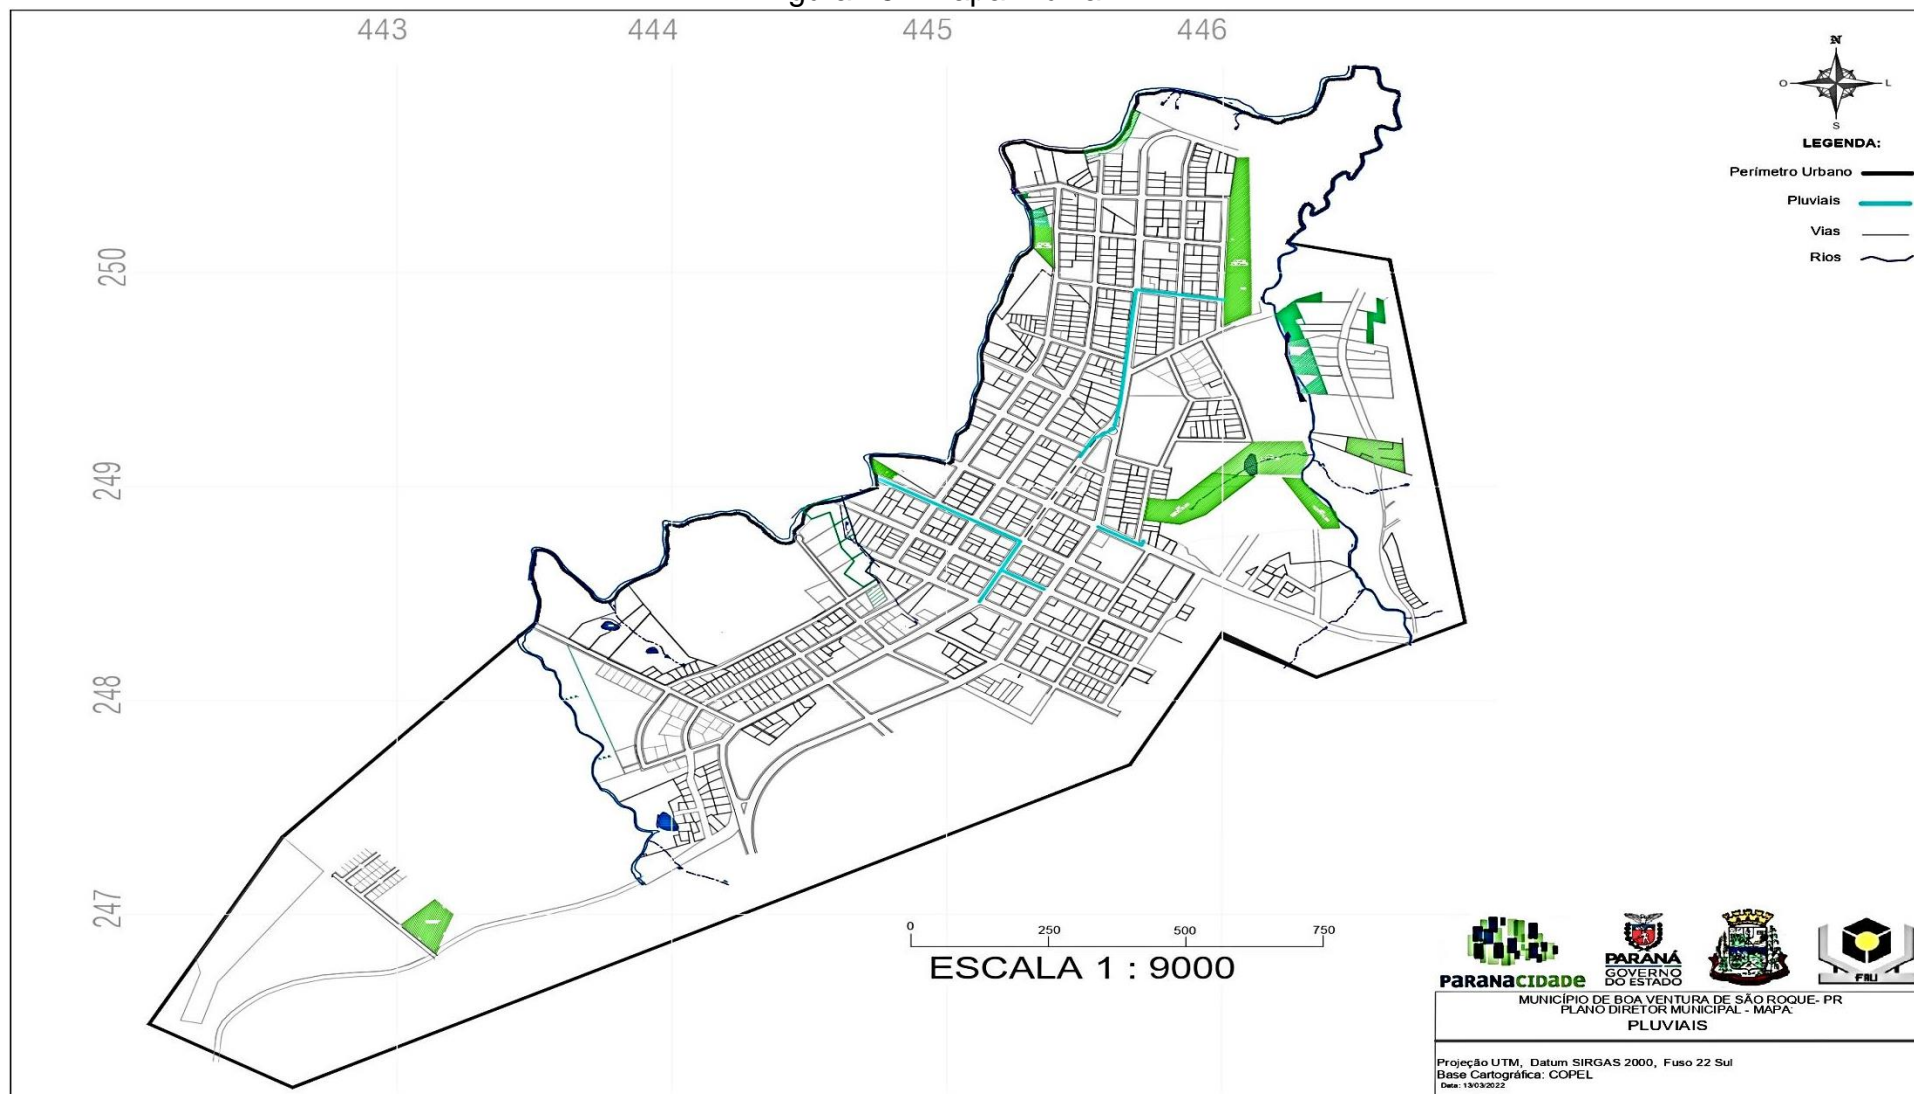 443 444 445 446
N
O L
S
LEGENDA:
Perímetro Urbano
Pluviais
Vias
Rios
250
249
248
247
0 250 500 750
ESCALA 1 : 9000
PARANACIDADE
PARANÁ
GOVERNO
DO ESTADO
FAU
MUNICÍPIO DE BOA VENTURA DE SÃO ROQUE- PR
PLANO DIRETOR MUNICIPAL - MAPA:
PLUVIAIS
Projeção UTM, Datum SIRGAS 2000, Fuso 22 Sul
Base Cartográfica: COPEL
Data: 13/03/2022